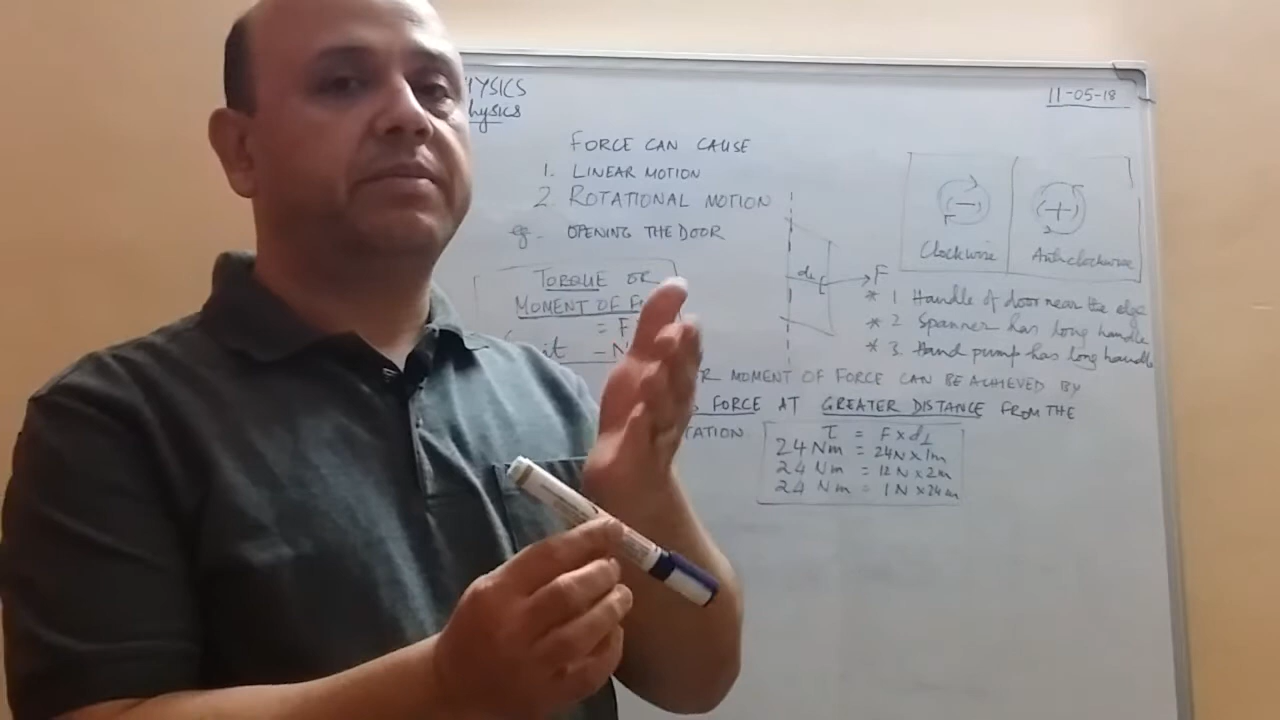 HYSICS
hysics
11-05-18
FORCE CAN CAUSE
1. LINEAR MOTION
2. ROTATIONAL MOTION
eg. OPENING THE DOOR
TORQUE OR
MOMENT OF F
= F
it - N
d⊥
F
(-)
(+)
Clockwise
Anticlockwise
* 1 Handle of door near the edge
* 2 Spanner has long handle
* 3. Hand pump has long handle
R MOMENT OF FORCE CAN BE ACHIEVED BY
FORCE AT GREATER DISTANCE FROM THE
TATION
τ = F x d⊥
24 Nm = 24N x 1m
24 Nm = 12 N x 2m
24 Nm = 1 N x 24m